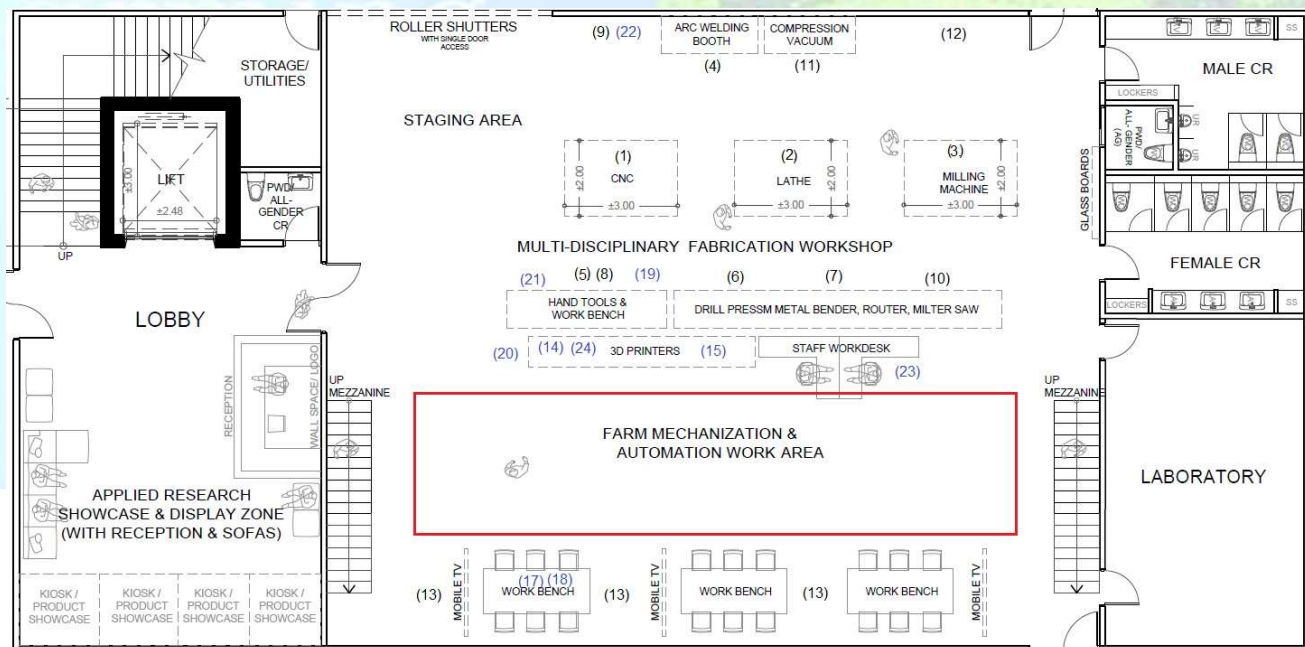 ROLLER SHUTTERS
WITH SINGLE DOOR
ACCESS
(9) (22)
ARC WELDING
BOOTH
(4)
COMPRESSION
VACUUM
(11)
(12)
SS
MALE CR
LOCKERS
PWD/
ALL- GENDER
(AG)
UR
UR
GLASS BOARDS
STORAGE/
UTILITIES
STAGING AREA
LIFT
±3.00
±2.48
PWD/
ALL-
GENDER
CR
UP
(1)
CNC
±2.00
±3.00
(2)
LATHE
±2.00
±3.00
(3)
MILLING
MACHINE
±2.00
±3.00
MULTI-DISCIPLINARY FABRICATION WORKSHOP
FEMALE CR
LOCKERS
SS
(21)
(5) (8)
(19)
(6)
(7)
(10)
HAND TOOLS &
WORK BENCH
DRILL PRESSM METAL BENDER, ROUTER, MILTER SAW
LOBBY
(20)
(14) (24)
3D PRINTERS
(15)
STAFF WORKDESK
(23)
RECEPTION
WALL SPACE/ LOGO
UP
MEZZANINE
UP
MEZZANINE
FARM MECHANIZATION &
AUTOMATION WORK AREA
LABORATORY
APPLIED RESEARCH
SHOWCASE & DISPLAY ZONE
(WITH RECEPTION & SOFAS)
KIOSK /
PRODUCT
SHOWCASE
KIOSK /
PRODUCT
SHOWCASE
KIOSK /
PRODUCT
SHOWCASE
KIOSK /
PRODUCT
SHOWCASE
(13)
MOBILE TV
(17) (18)
WORK BENCH
(13)
MOBILE TV
WORK BENCH
(13)
WORK BENCH
MOBILE TV